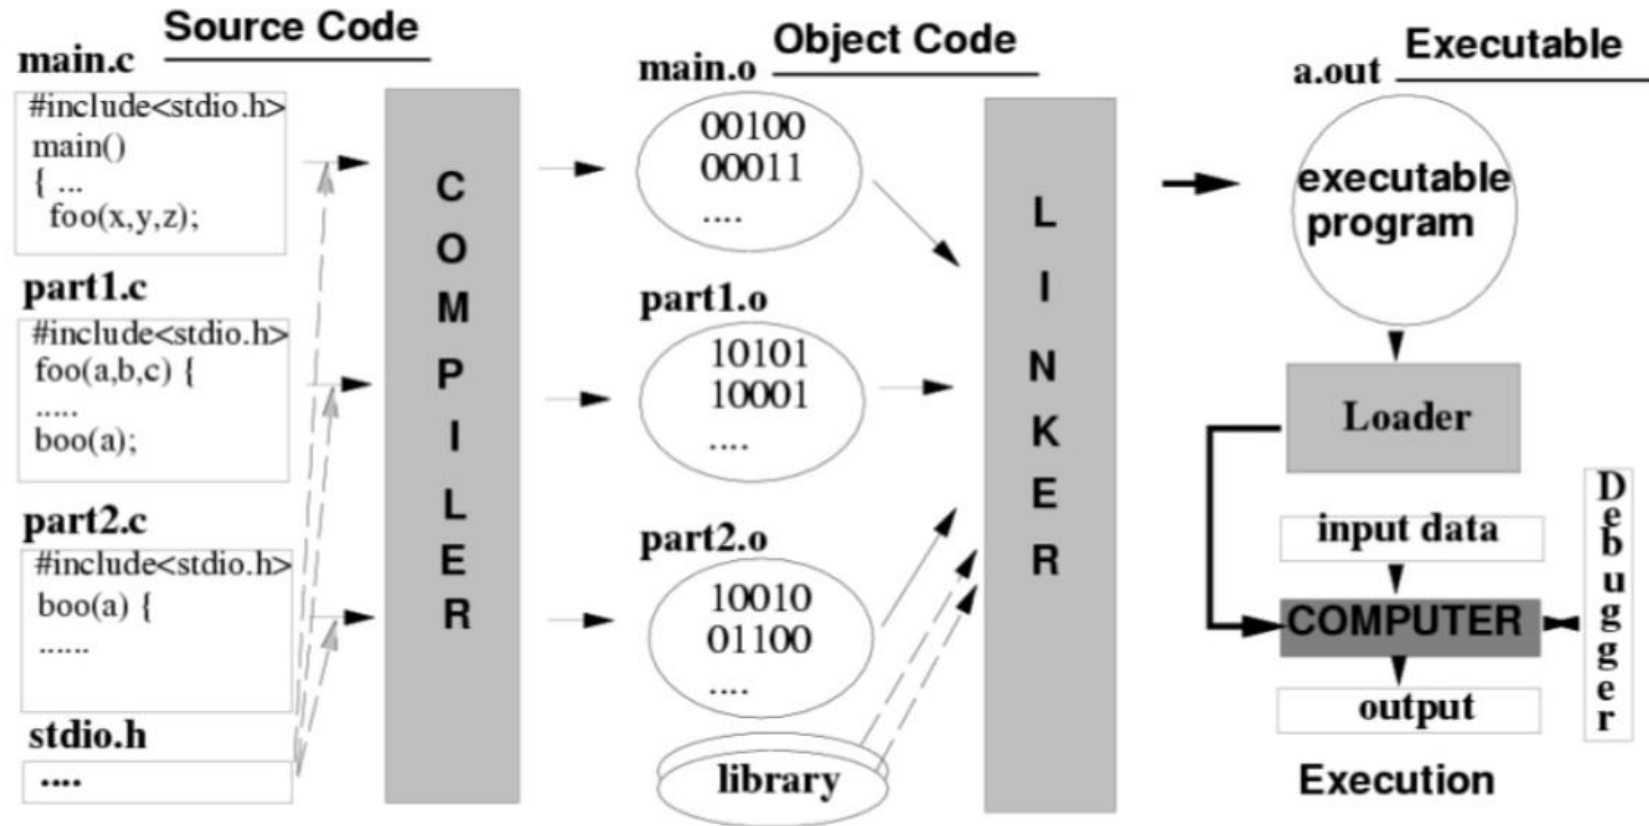 Source Code
main.c
#include<stdio.h>
main()
{ ...
foo(x,y,z);
part1.c
#include<stdio.h>
foo(a,b,c) {
.....
boo(a);
part2.c
#include<stdio.h>
boo(a) {
......
stdio.h
....
COMPILER
Object Code
main.o
00100
00011
....
part1.o
10101
10001
....
part2.o
10010
01100
....
library
LINKER
Executable
a.out
executable
program
Loader
input data
COMPUTER
output
Debugger
Execution